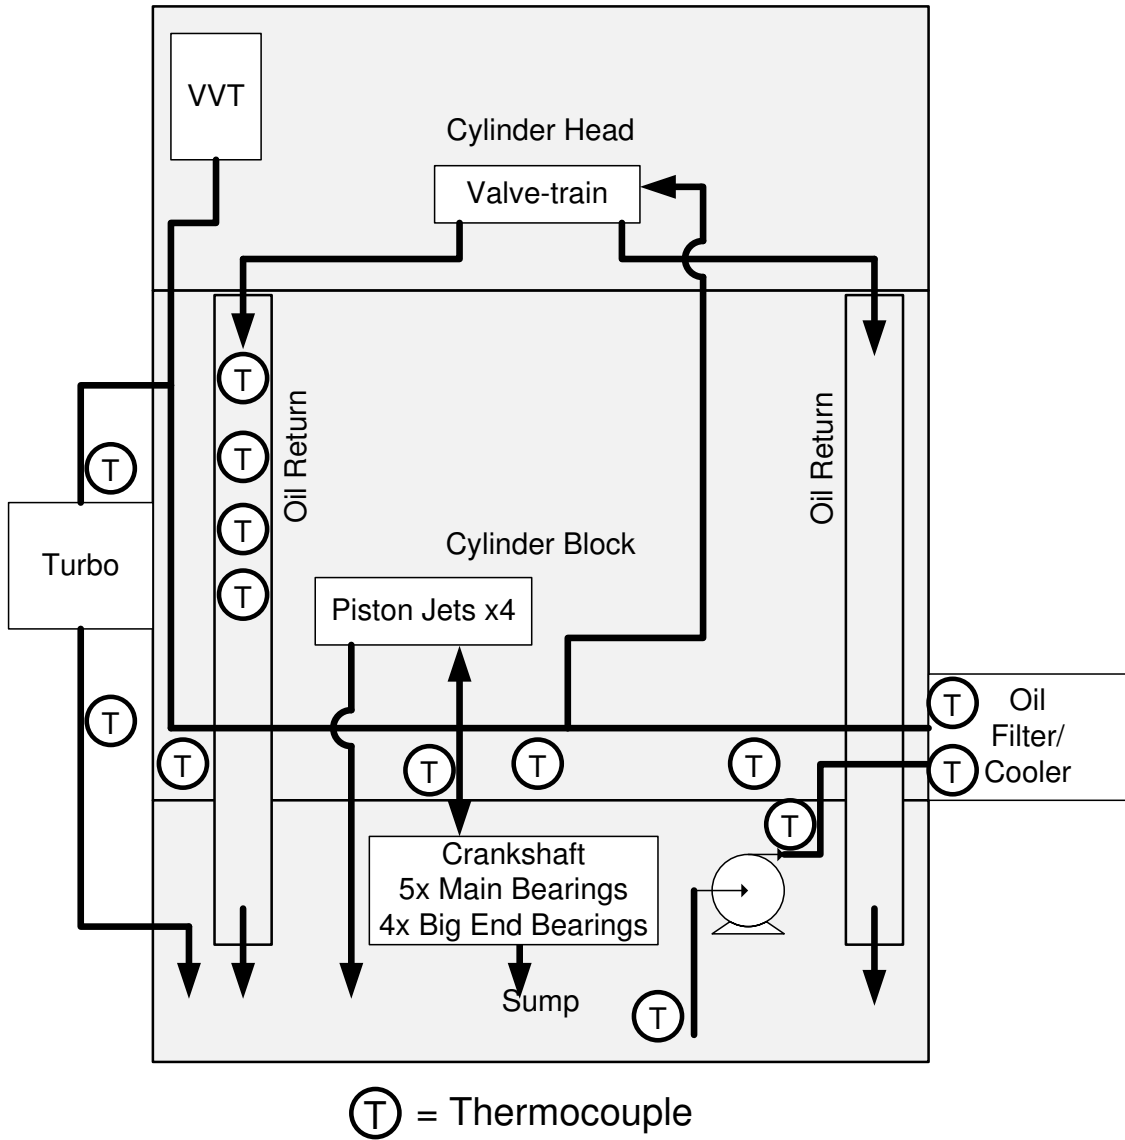 VVT
Cylinder Head
Valve-train
T
Oil Return
Oil Return
T
T
T
T
Cylinder Block
Turbo
T
Piston Jets x4
T
T
Oil
Filter/
Cooler
T
T
T
T
T
T
Crankshaft
5x Main Bearings
4x Big End Bearings
Sump
T
T = Thermocouple